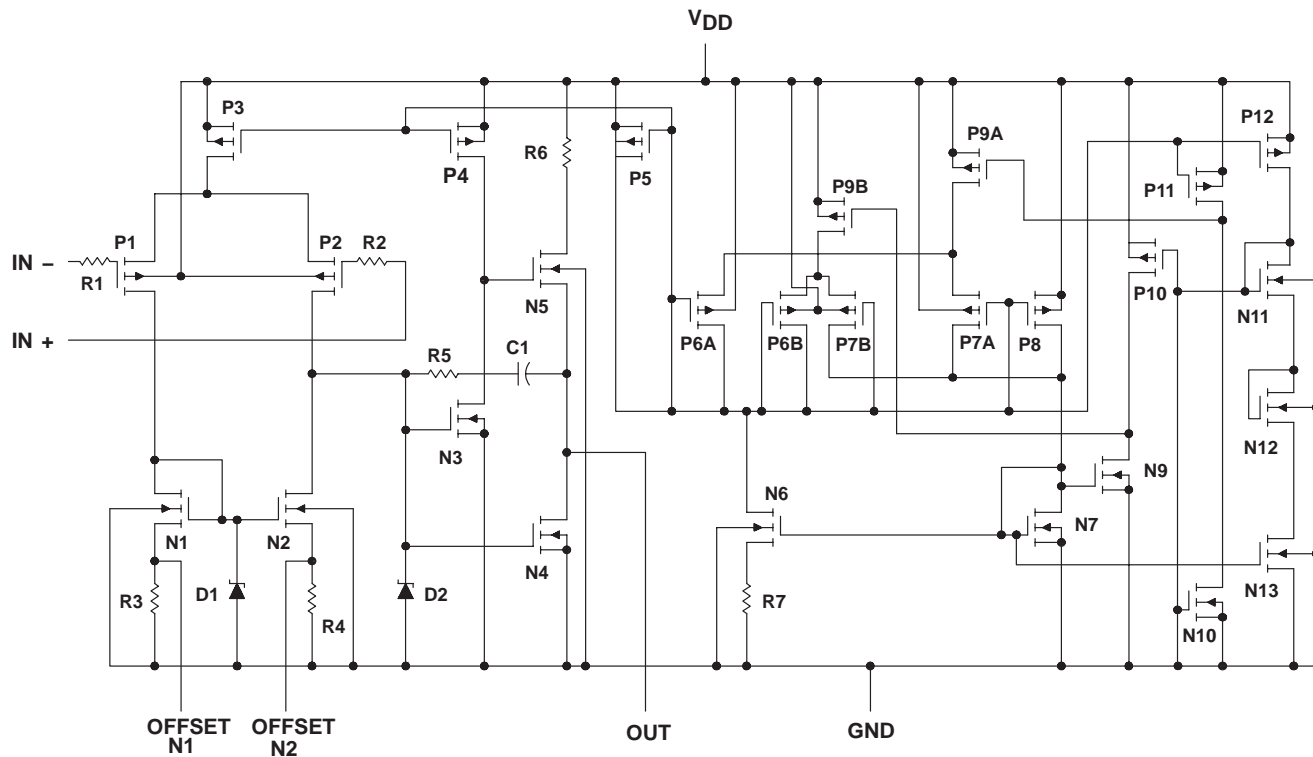 VDD
P3
P12
P9A
R6
P5
P4
P11
P9B
P1
P2
R2
IN –
R1
N5
P10
N11
IN +
P6A
P6B
P7B
P7A
P8
R5
C1
N12
N3
N9
N6
N7
N1
N2
N4
D1
D2
N13
R3
R4
R7
N10
OFFSET
N1
OFFSET
N2
OUT
GND